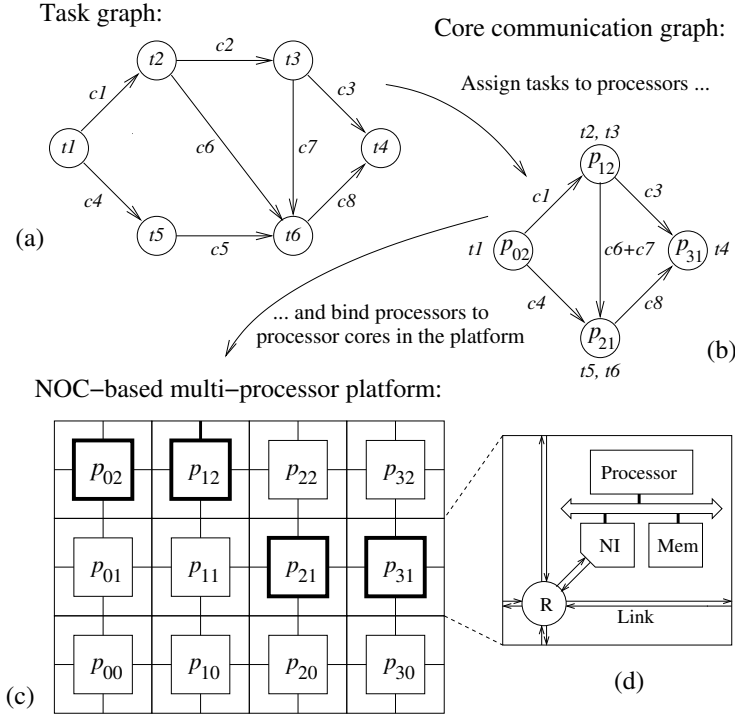 Task graph:
t1
t2
t3
t4
t5
t6
c1
c2
c3
c4
c5
c6
c7
c8
(a)
Core communication graph:
Assign tasks to processors ...
t2, t3
p12
c1
c3
t1
p02
c6+c7
p31
t4
c4
c8
p21
t5, t6
(b)
... and bind processors to
processor cores in the platform
NOC−based multi−processor platform:
p02 p12 p22 p32
p01 p11 p21 p31
p00 p10 p20 p30
(c)
Processor
NI Mem
R
Link
(d)